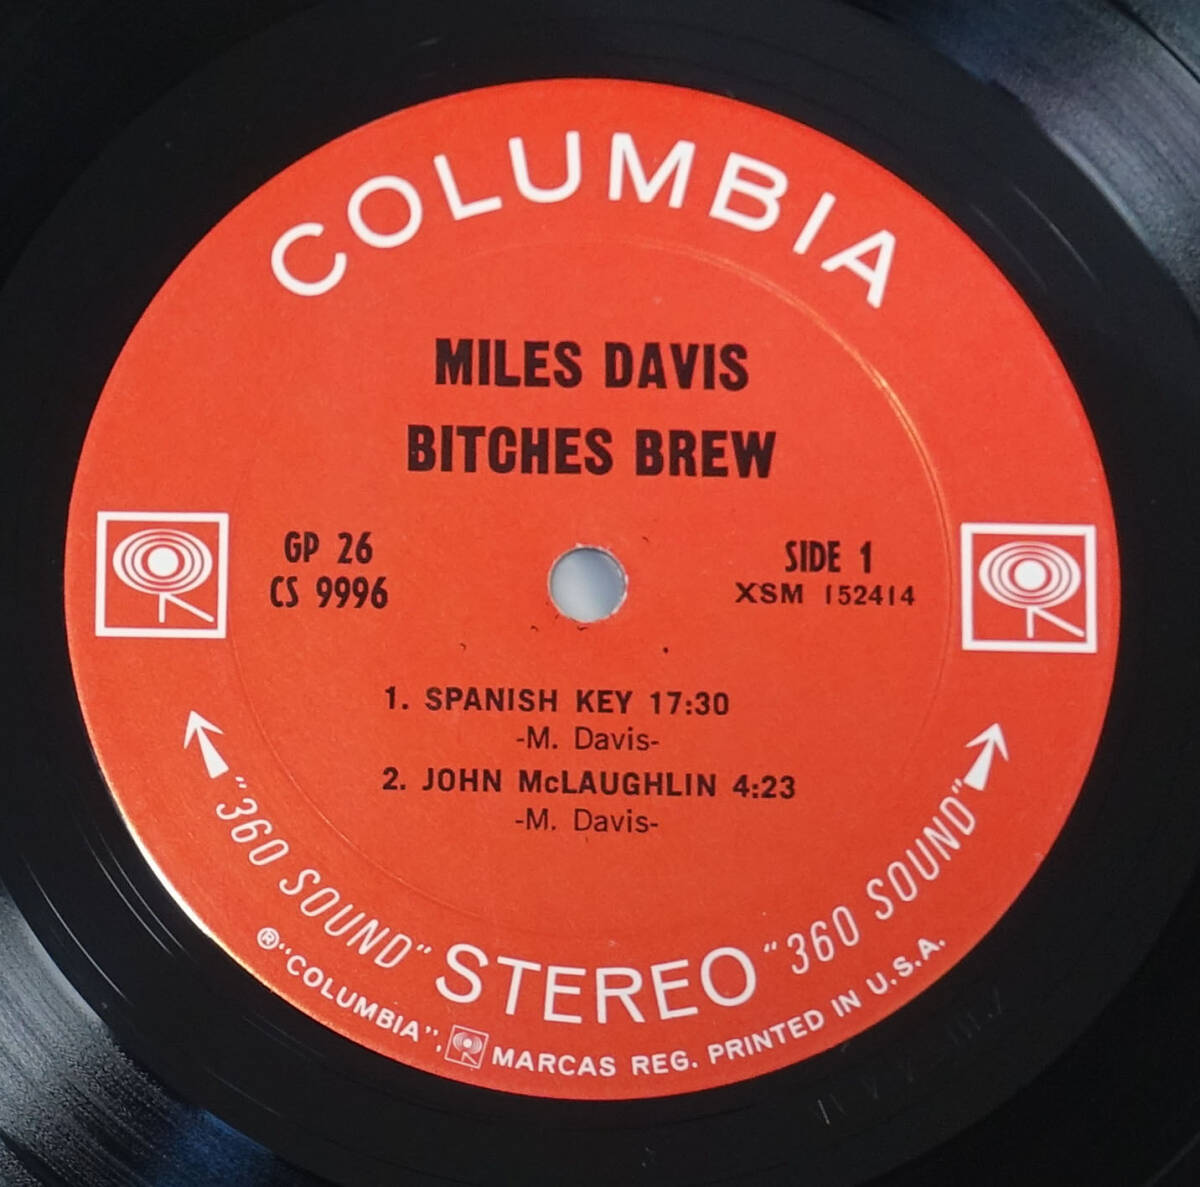 COLUMBIA
MILES DAVIS
BITCHES BREW
GP 26
CS 9996
SIDE 1
XSM 152414
1. SPANISH KEY 17:30
-M. Davis-
2. JOHN McLAUGHLIN 4:23
-M. Davis-
"360 SOUND" STEREO "360 SOUND"
®"COLUMBIA", MARCAS REG. PRINTED IN U.S.A.